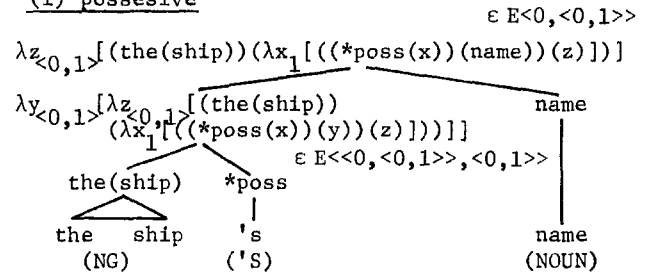 (1) possesive
ε E<0,<0,1>>
λz<0,1>[(the(ship))(λx1[((*poss(x))(name))(z)])]
λy<0,1>[λz<0,1>[(the(ship)) name
(λx1[((*poss(x))(y))(z)]))]]
ε E<<0,<0,1>>,<0,1>>
the(ship) *poss
the ship 's name
(NG) ('S) (NOUN)